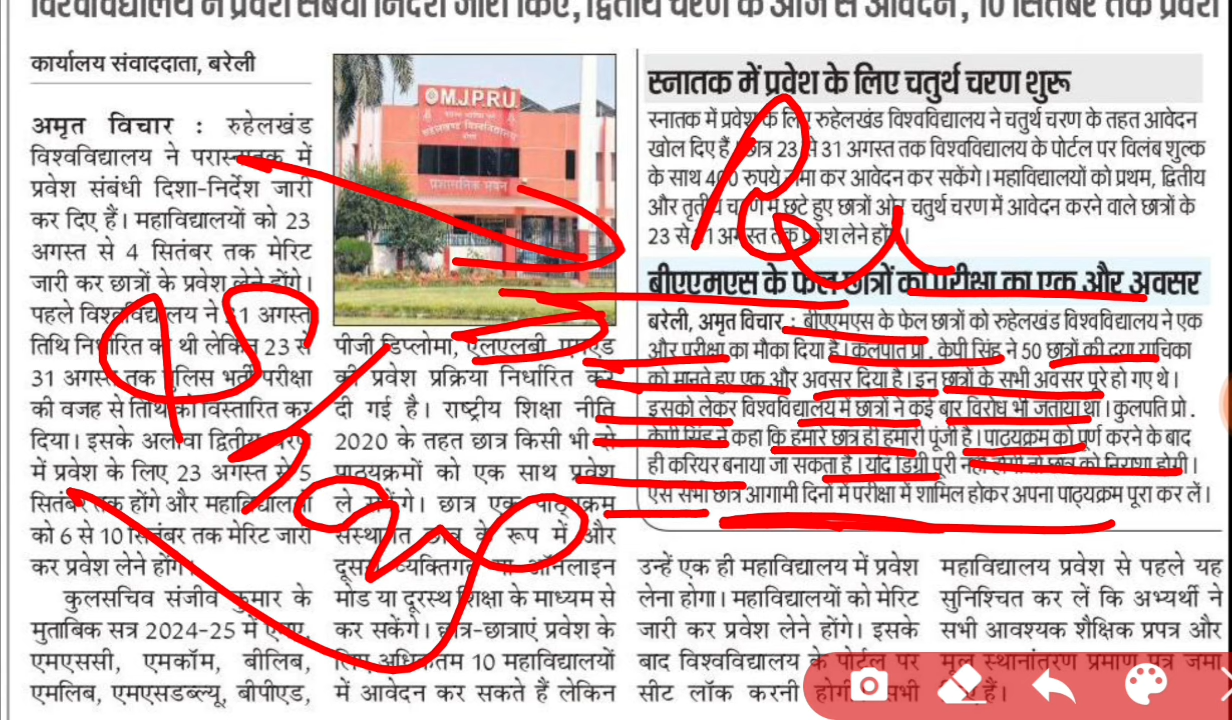 विश्वविद्यालय ने प्रवेश संबंधी निर्देश जारी किए, द्वितीय चरण के आज से आवेदन, 10 सितंबर तक प्रवेश
कार्यालय संवाददाता, बरेली
अमृत विचार : रुहेलखंड
विश्वविद्यालय ने परास्नातक में
प्रवेश संबंधी दिशा-निर्देश जारी
कर दिए हैं। महाविद्यालयों को 23
अगस्त से 4 सितंबर तक मेरिट
जारी कर छात्रों के प्रवेश लेने होंगे।
पहले विश्वविद्यालय ने 31 अगस्त
तिथि निर्धारित की थी लेकिन 23 से
31 अगस्त तक पुलिस भर्ती परीक्षा
की वजह से तिथि को विस्तारित कर
दिया। इसके अलावा द्वितीय चरण
में प्रवेश के लिए 23 अगस्त से 5
सितंबर तक होंगे और महाविद्यालयों
को 6 से 10 सितंबर तक मेरिट जारी
कर प्रवेश लेने होंगे।
कुलसचिव संजीव कुमार के
मुताबिक सत्र 2024-25 में एमए,
एमएससी, एमकॉम, बीलिब,
एमलिब, एमएसडब्ल्यू, बीपीएड,
OMJPRU
प्रशासनिक भवन
पीजी डिप्लोमा, एलएलबी, एमएड
की प्रवेश प्रक्रिया निर्धारित कर
दी गई है। राष्ट्रीय शिक्षा नीति
2020 के तहत छात्र किसी भी दो
पाठ्यक्रमों को एक साथ प्रवेश
ले सकेंगे। छात्र एक पाठ्यक्रम
संस्थागत छात्र के रूप में और
दूसरा व्यक्तिगत या ऑनलाइन
मोड या दूरस्थ शिक्षा के माध्यम से
कर सकेंगे। छात्र-छात्राएं प्रवेश के
लिए अधिकतम 10 महाविद्यालयों
में आवेदन कर सकते हैं लेकिन
स्नातक में प्रवेश के लिए चतुर्थ चरण शुरू
स्नातक में प्रवेश के लिए रुहेलखंड विश्वविद्यालय ने चतुर्थ चरण के तहत आवेदन
खोल दिए हैं। छात्र 23 से 31 अगस्त तक विश्वविद्यालय के पोर्टल पर विलंब शुल्क
के साथ 400 रुपये जमा कर आवेदन कर सकेंगे। महाविद्यालयों को प्रथम, द्वितीय
और तृतीय चरण में छूटे हुए छात्रों और चतुर्थ चरण में आवेदन करने वाले छात्रों के
23 से 31 अगस्त तक प्रवेश लेने होंगे।
बीएएमएस के फेल छात्रों को परीक्षा का एक और अवसर
बरेली, अमृत विचार : बीएएमएस के फेल छात्रों को रुहेलखंड विश्वविद्यालय ने एक
और परीक्षा का मौका दिया है। कुलपति प्रो. केपी सिंह ने 50 छात्रों की दया याचिका
को मानते हुए एक और अवसर दिया है। इन छात्रों के सभी अवसर पूरे हो गए थे।
इसको लेकर विश्वविद्यालय में छात्रों ने कई बार विरोध भी जताया था। कुलपति प्रो.
केपी सिंह ने कहा कि हमारे छात्र ही हमारी पूंजी है। पाठ्यक्रम को पूर्ण करने के बाद
ही करियर बनाया जा सकता है। यदि डिग्री पूरी नहीं होगी तो छात्र को निराशा होगी।
ऐसे सभी छात्र आगामी दिनों में परीक्षा में शामिल होकर अपना पाठ्यक्रम पूरा कर लें।
उन्हें एक ही महाविद्यालय में प्रवेश
लेना होगा। महाविद्यालयों को मेरिट
जारी कर प्रवेश लेने होंगे। इसके
बाद विश्वविद्यालय के पोर्टल पर
सीट लॉक करनी होगी। सभी
महाविद्यालय प्रवेश से पहले यह
सुनिश्चित कर लें कि अभ्यर्थी ने
सभी आवश्यक शैक्षिक प्रपत्र और
मूल स्थानांतरण प्रमाण पत्र जमा
हैं।